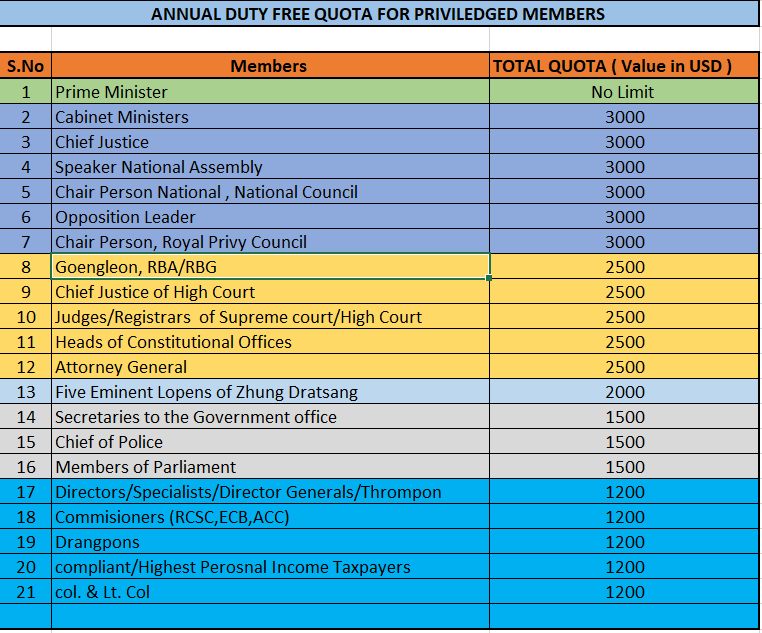 ANNUAL DUTY FREE QUOTA FOR PRIVILEDGED MEMBERS
S.No Members TOTAL QUOTA ( Value in USD )
1 Prime Minister No Limit
2 Cabinet Ministers 3000
3 Chief Justice 3000
4 Speaker National Assembly 3000
5 Chair Person National , National Council 3000
6 Opposition Leader 3000
7 Chair Person, Royal Privy Council 3000
8 Goengleon, RBA/RBG 2500
9 Chief Justice of High Court 2500
10 Judges/Registrars of Supreme court/High Court 2500
11 Heads of Constitutional Offices 2500
12 Attorney General 2500
13 Five Eminent Lopens of Zhung Dratsang 2000
14 Secretaries to the Government office 1500
15 Chief of Police 1500
16 Members of Parliament 1500
17 Directors/Specialists/Director Generals/Thrompon 1200
18 Commisioners (RCSC,ECB,ACC) 1200
19 Drangpons 1200
20 compliant/Highest Perosnal Income Taxpayers 1200
21 col. & Lt. Col 1200